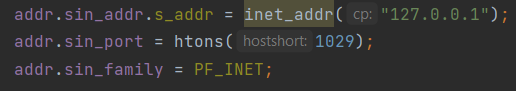 addr.sin_addr.s_addr = inet_addr( cp: "127.0.0.1");
addr.sin_port = htons( hostshort: 1029);
addr.sin_family = PF_INET;